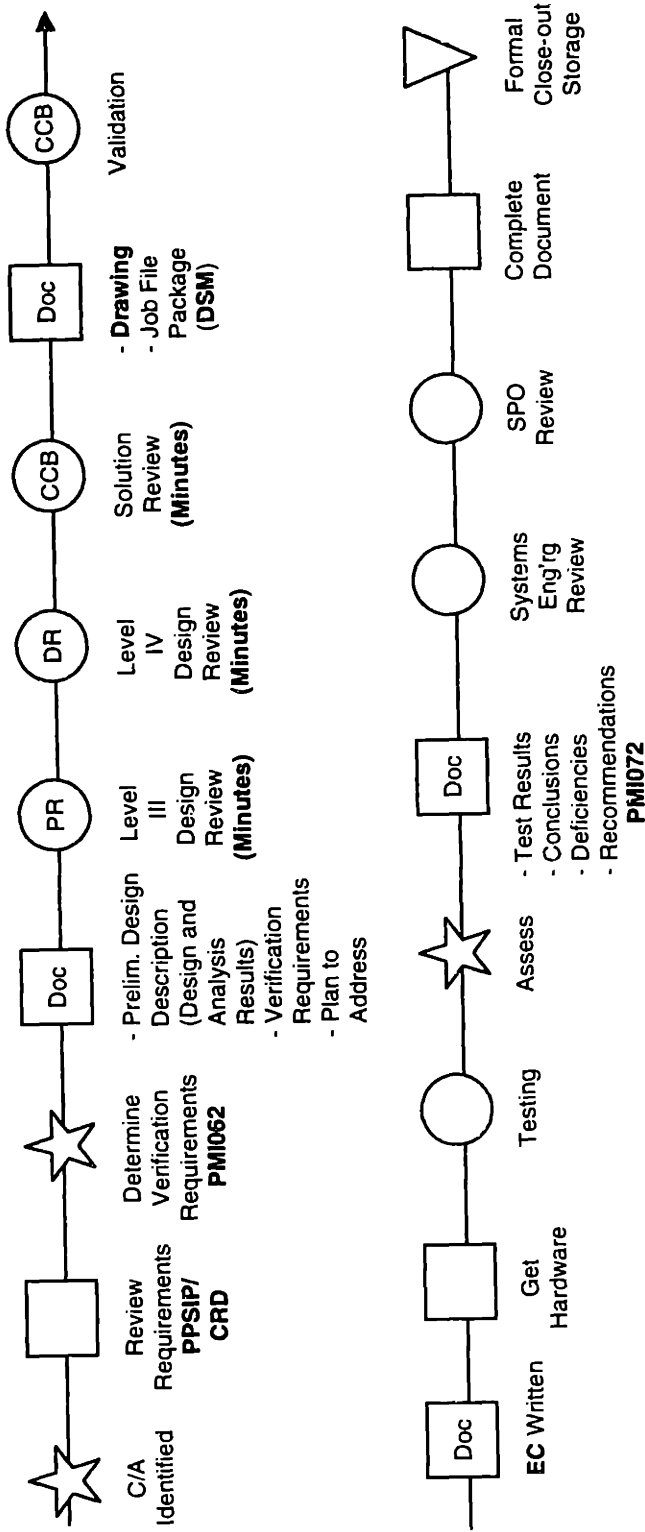 C/A
Identified
Review
Requirements
PPSIP/
CRD
Determine
Verification
Requirements
PMI062
Doc
- Prelim. Design
Description
(Design and
Analysis
Results)
- Verification
Requirements
- Plan to
Address
PR
Level
III
Design
Review
(Minutes)
DR
Level
IV
Design
Review
(Minutes)
CCB
Solution
Review
(Minutes)
Doc
- Drawing
- Job File
Package
(DSM)
CCB
Validation
Doc
EC Written
Get
Hardware
Testing
Assess
Doc
- Test Results
- Conclusions
- Deficiencies
- Recommendations
PMI072
Systems
Eng'rg
Review
SPO
Review
Complete
Document
Formal
Close-out
Storage